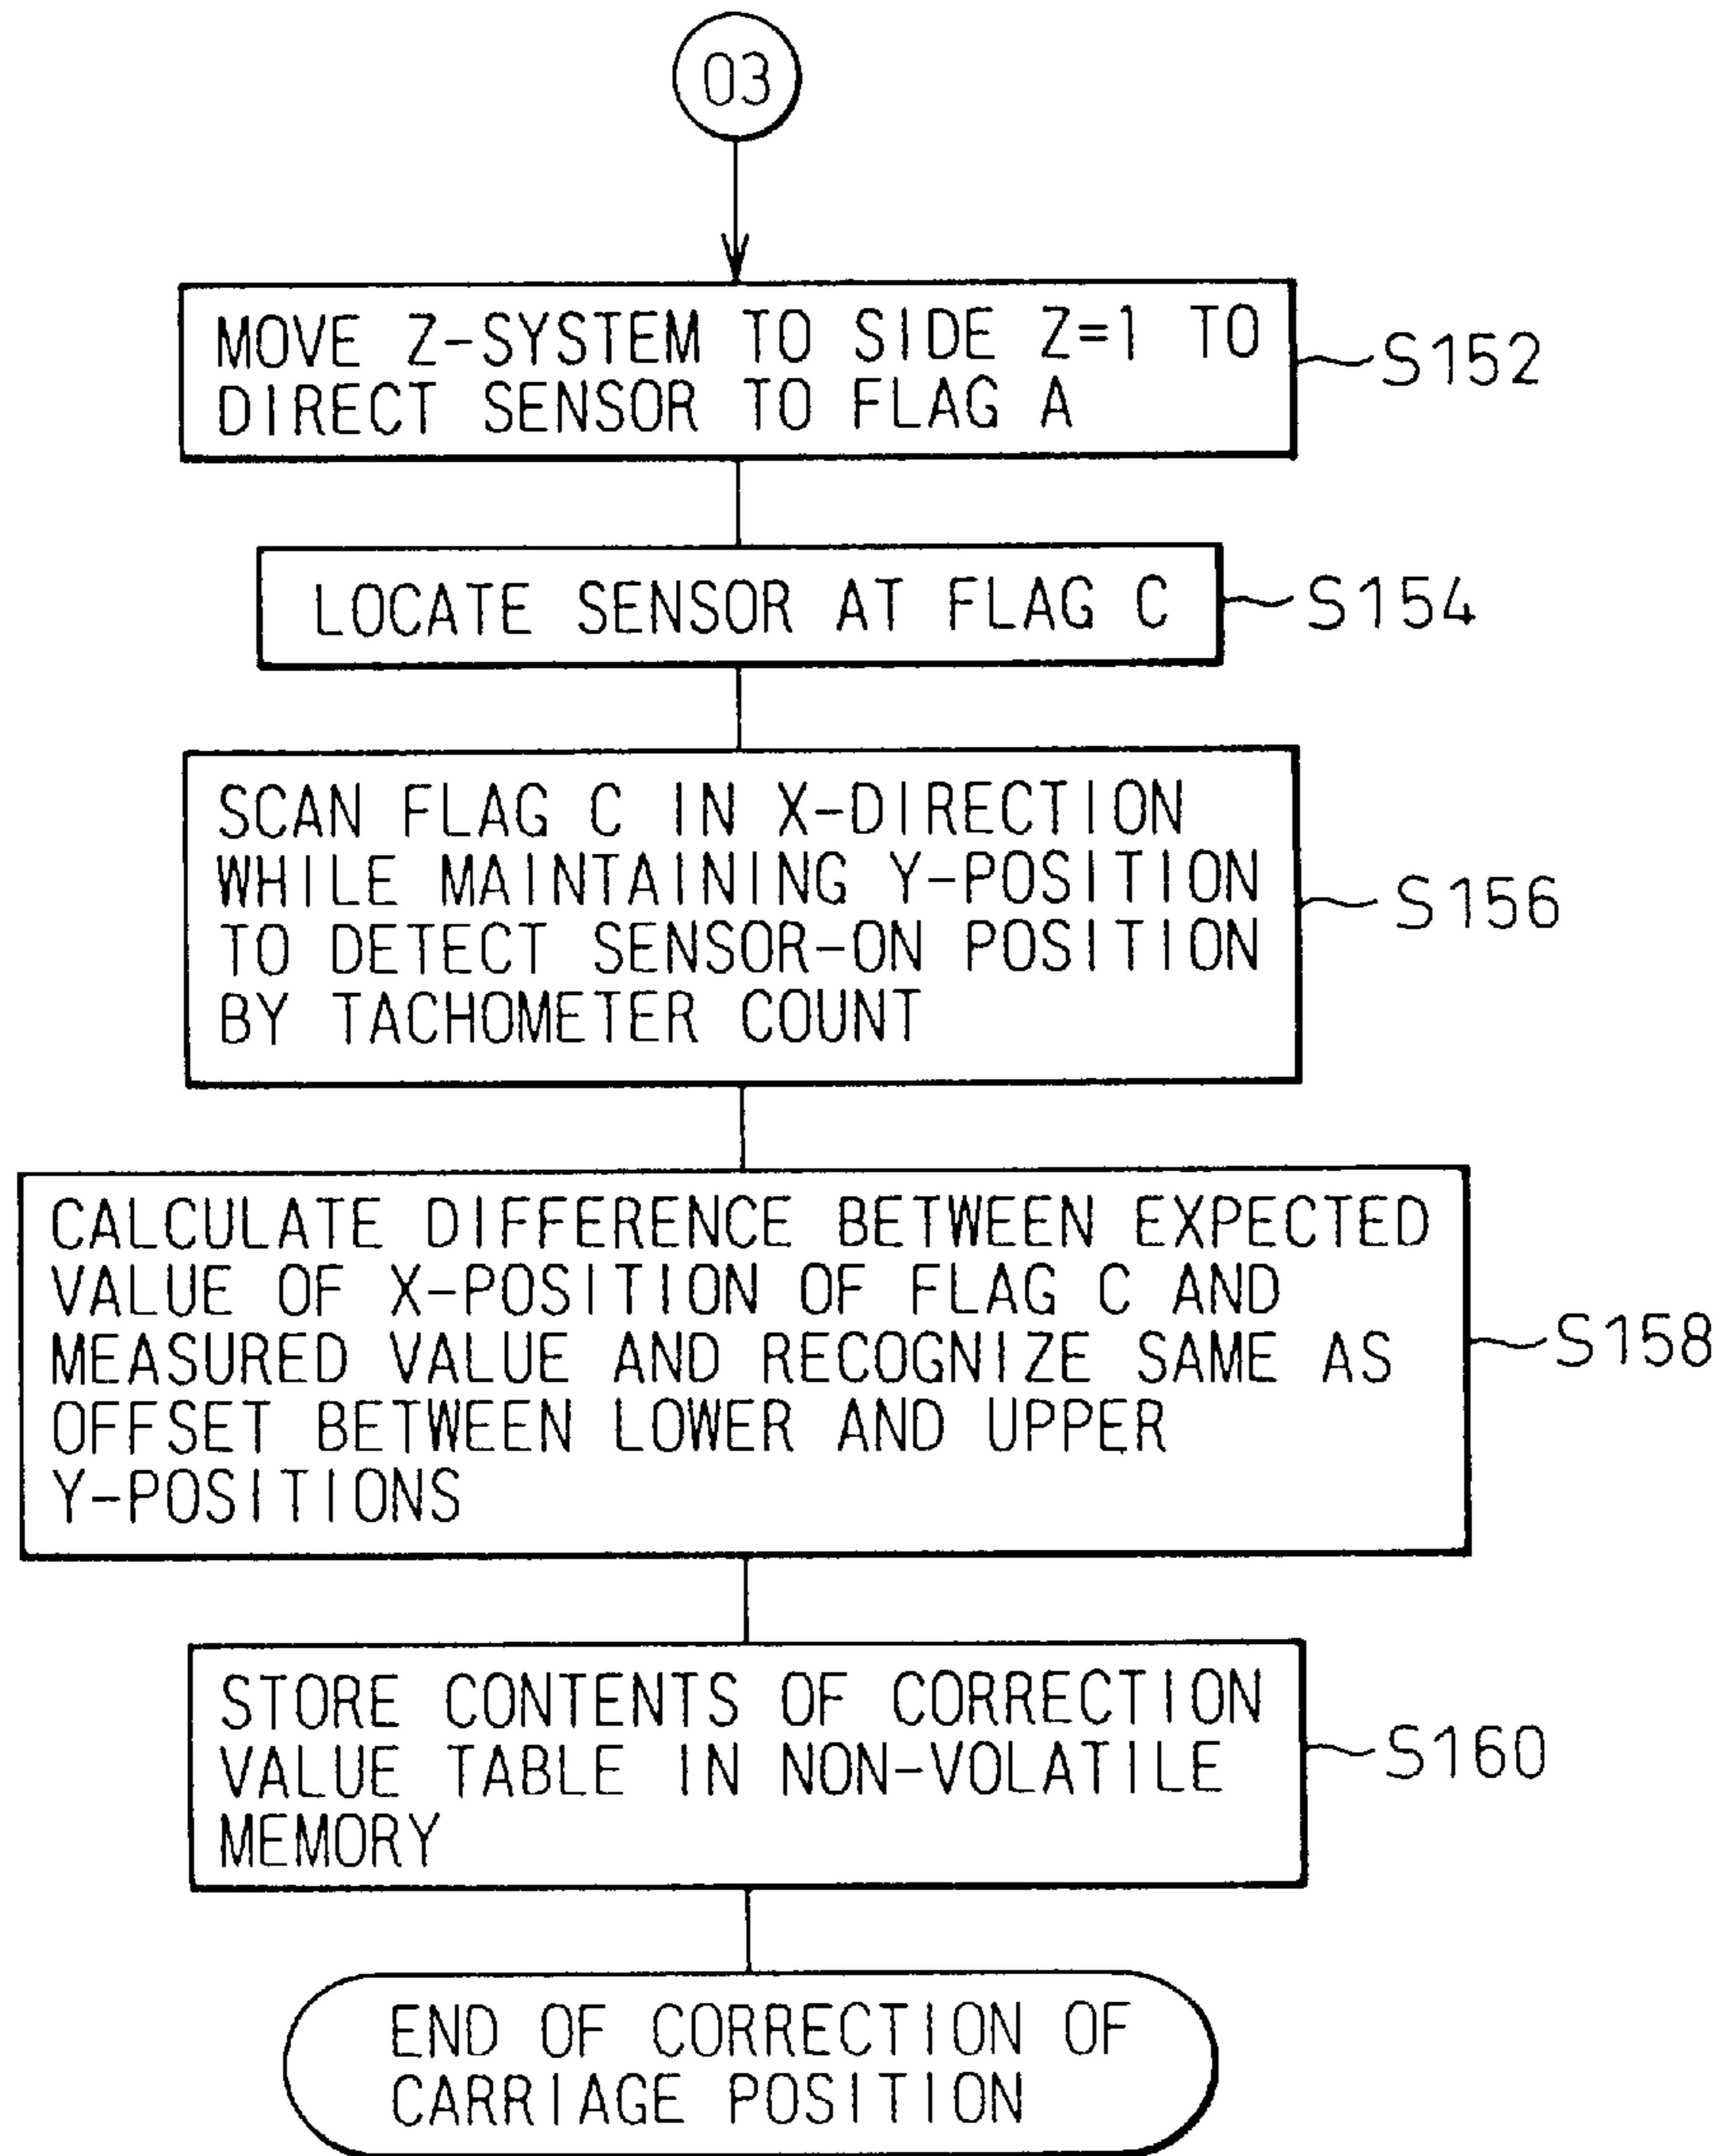 03
MOVE Z-SYSTEM TO SIDE Z=1 TO
DIRECT SENSOR TO FLAG A
S152
LOCATE SENSOR AT FLAG C
S154
SCAN FLAG C IN X-DIRECTION
WHILE MAINTAINING Y-POSITION
TO DETECT SENSOR-ON POSITION
BY TACHOMETER COUNT
S156
CALCULATE DIFFERENCE BETWEEN EXPECTED
VALUE OF X-POSITION OF FLAG C AND
MEASURED VALUE AND RECOGNIZE SAME AS
OFFSET BETWEEN LOWER AND UPPER
Y-POSITIONS
S158
STORE CONTENTS OF CORRECTION
VALUE TABLE IN NON-VOLATILE
MEMORY
S160
END OF CORRECTION OF
CARRIAGE POSITION